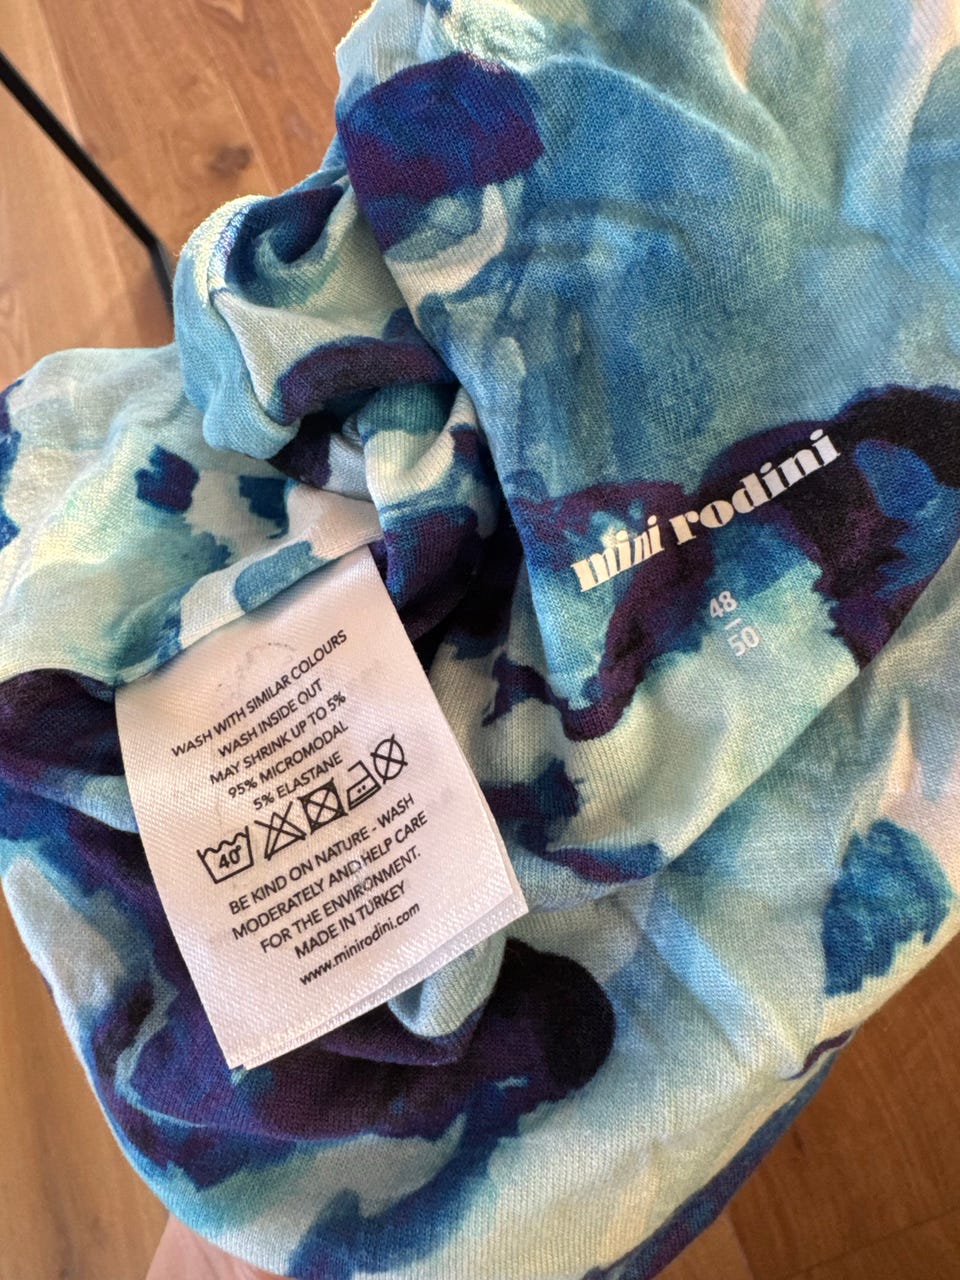 mini rodini
48
50
WASH WITH SIMILAR COLOURS
WASH INSIDE OUT
MAY SHRINK UP TO 5%
95% MICROMODAL
5% ELASTANE
40°
BE KIND ON NATURE - WASH
MODERATELY AND HELP CARE
FOR THE ENVIRONMENT.
MADE IN TURKEY
www.minirodini.com